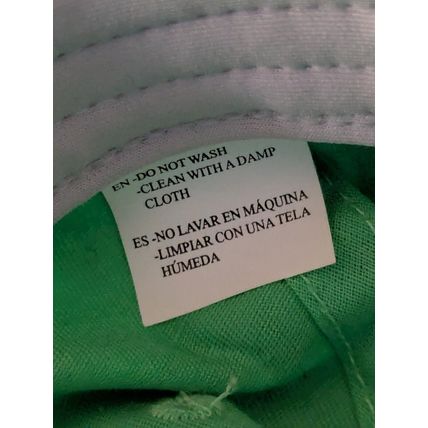 EN -DO NOT WASH
-CLEAN WITH A DAMP
CLOTH
ES -NO LAVAR EN MÁQUINA
-LIMPIAR CON UNA TELA
HÚMEDA